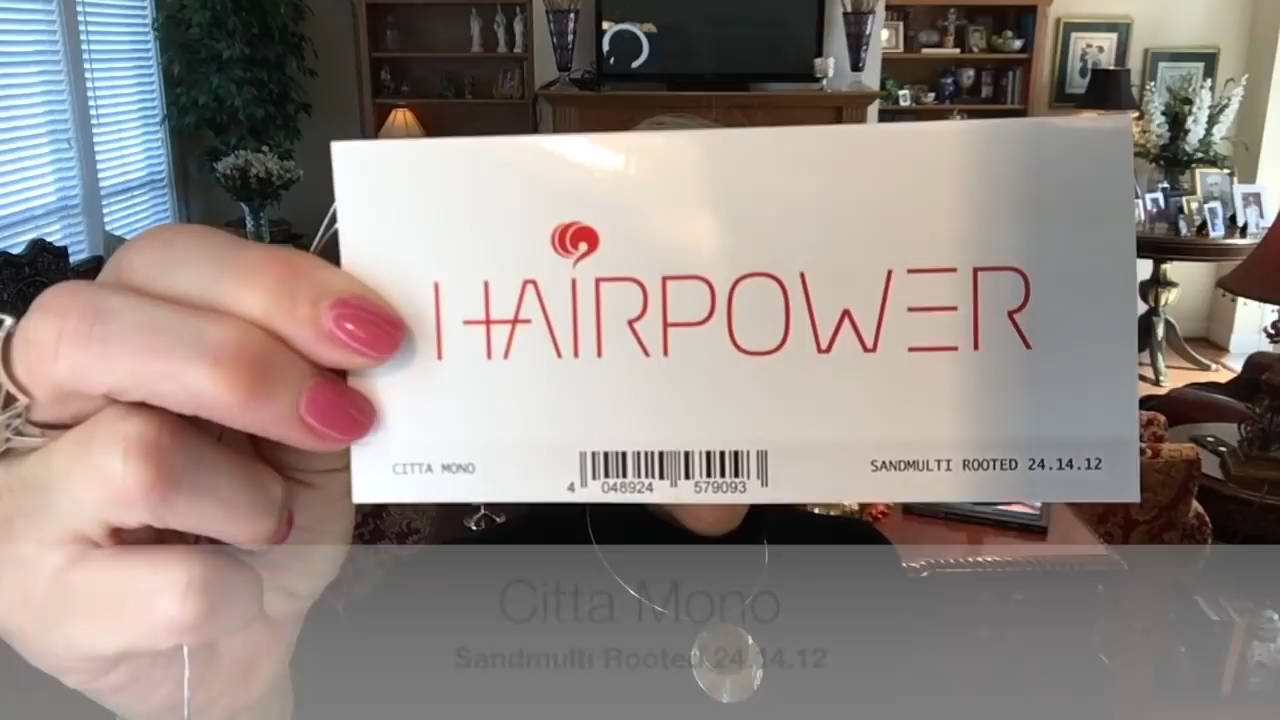 HAIRPOWER
CITTA MONO
4 048924 579093
SANDMULTI ROOTED 24.14.12
Citta Mono
Sandmulti Rooted 24.14.12